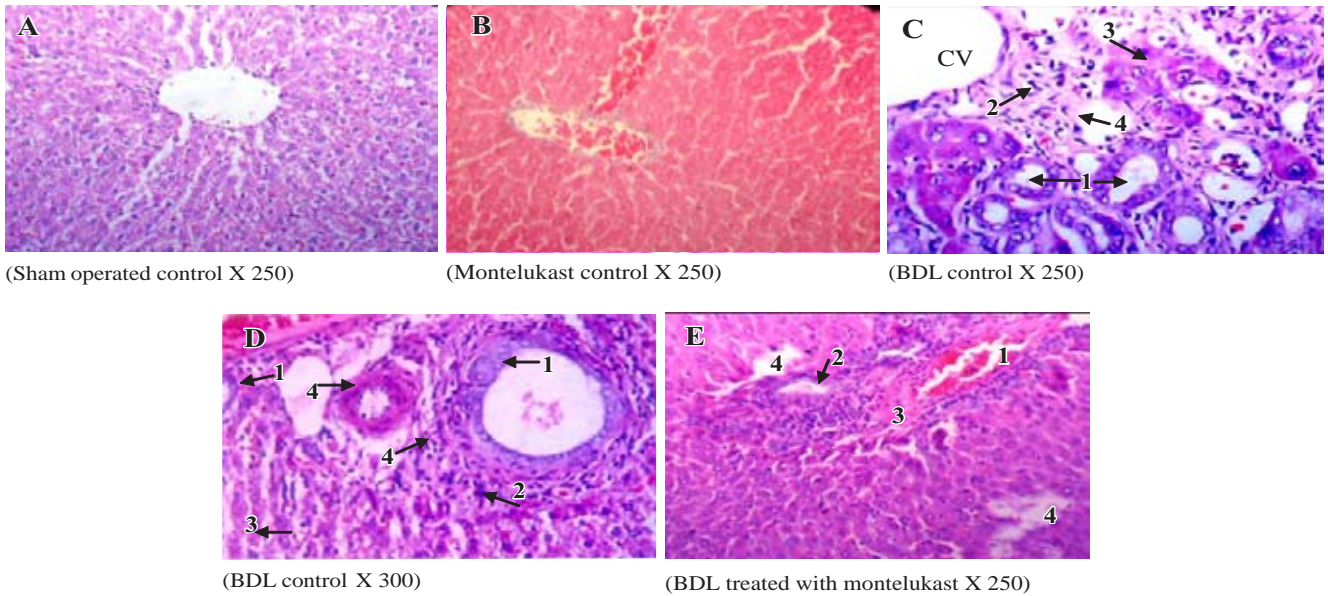 A
B
C
CV
3
2
4
1
(Sham operated control X 250)
(Montelukast control X 250)
(BDL control X 250)
D
1
4
1
4
2
3
E
1
2
4
3
4
(BDL control X 300)
(BDL treated with montelukast X 250)